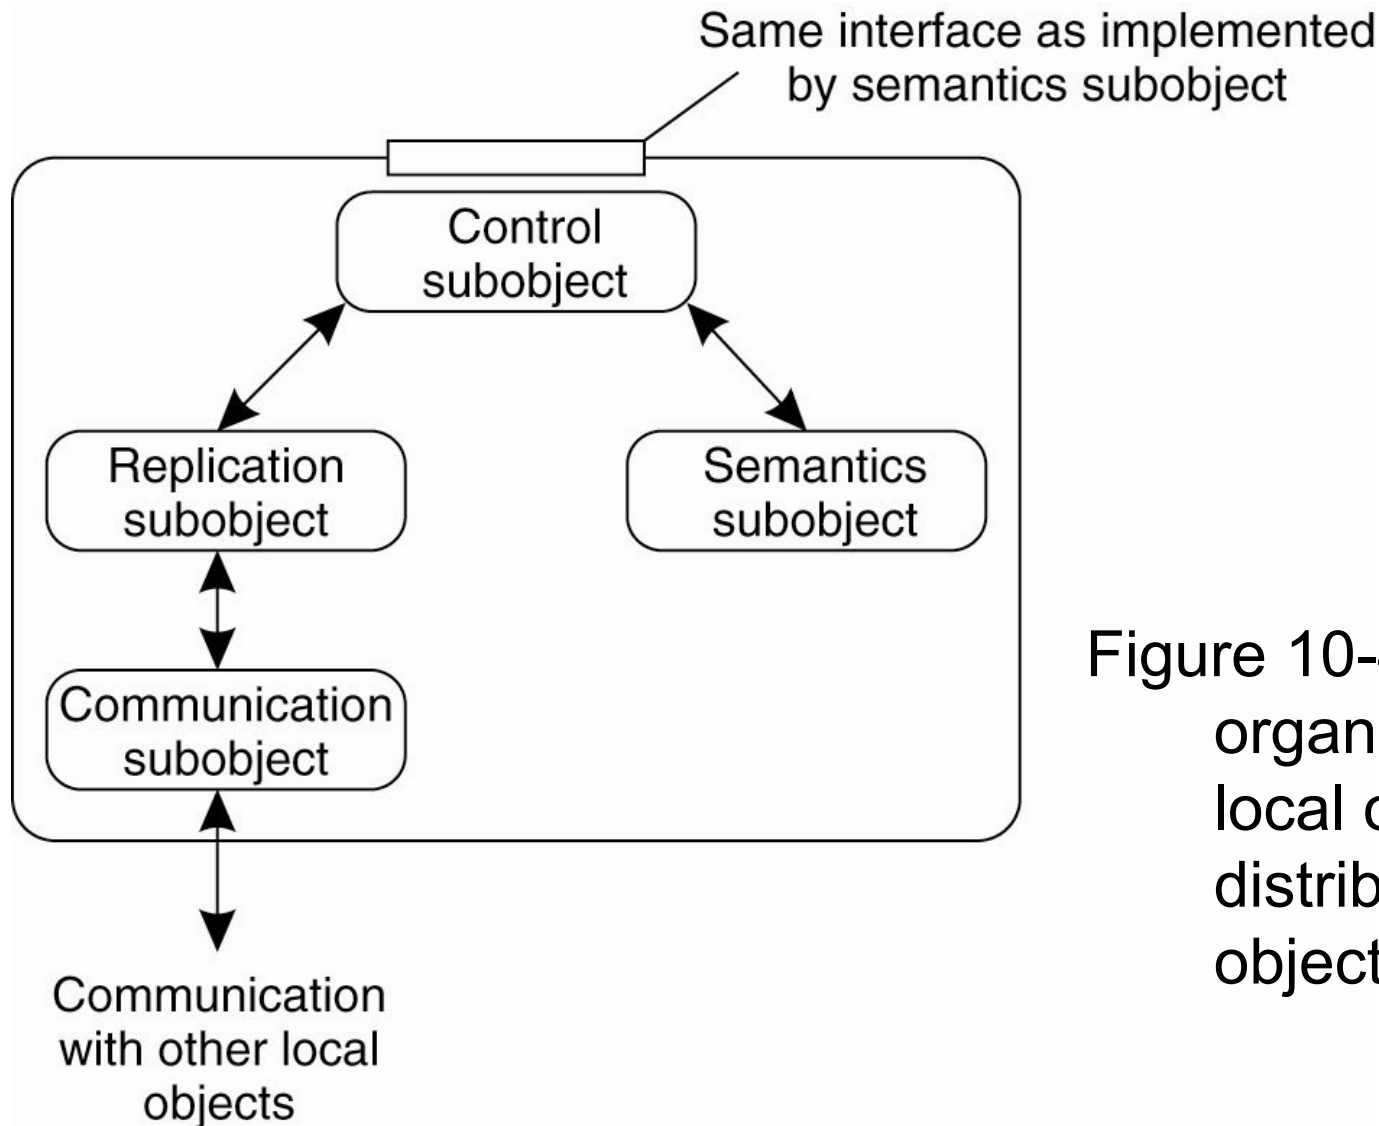 Same interface as implemented
by semantics subobject
Control
subobject
Replication
subobject
Semantics
subobject
Communication
subobject
Communication
with other local
objects
Figure 10-
organ
local
distrib
object